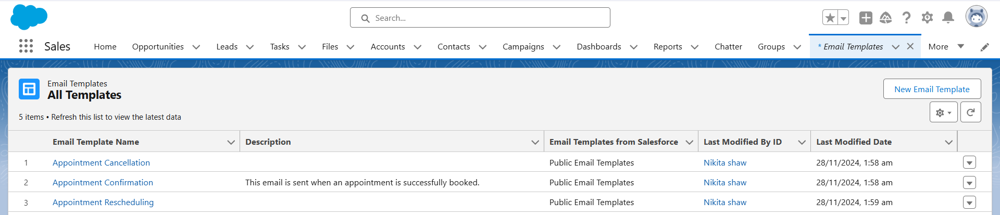 Search...
Sales Home Opportunities Leads Tasks Files Accounts Contacts Campaigns Dashboards Reports Chatter Groups * Email Templates More
Email Templates
All Templates
New Email Template
5 items • Refresh this list to view the latest data
Email Template Name Description Email Templates from Salesforce Last Modified By ID Last Modified Date
1 Appointment Cancellation Public Email Templates Nikita shaw 28/11/2024, 1:58 am
2 Appointment Confirmation This email is sent when an appointment is successfully booked. Public Email Templates Nikita shaw 28/11/2024, 1:58 am
3 Appointment Rescheduling Public Email Templates Nikita shaw 28/11/2024, 1:59 am